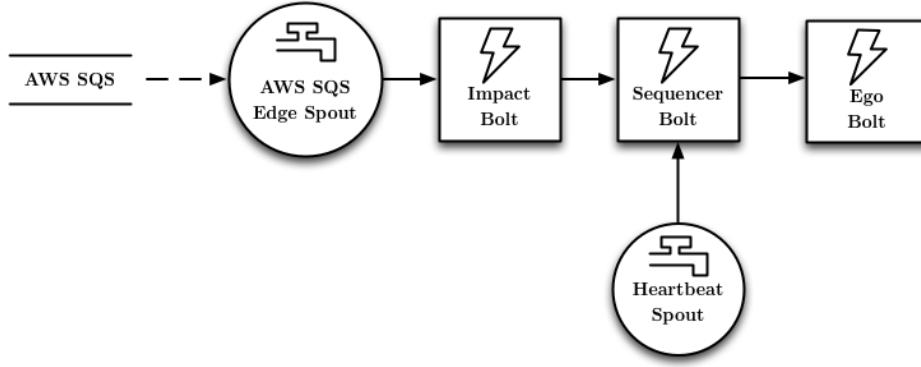 AWS SQS
AWS SQS
Edge Spout
Impact
Bolt
Sequencer
Bolt
Ego
Bolt
Heartbeat
Spout